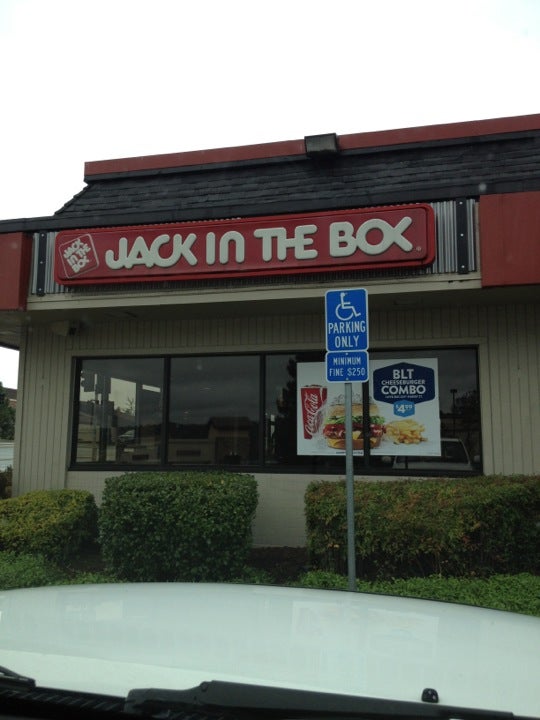 JACK
IN THE
BOX
JACK IN THE BOX
PARKING
ONLY
MINIMUM
FINE $250
BLT
CHEESEBURGER
COMBO
$4.99
Coca-Cola